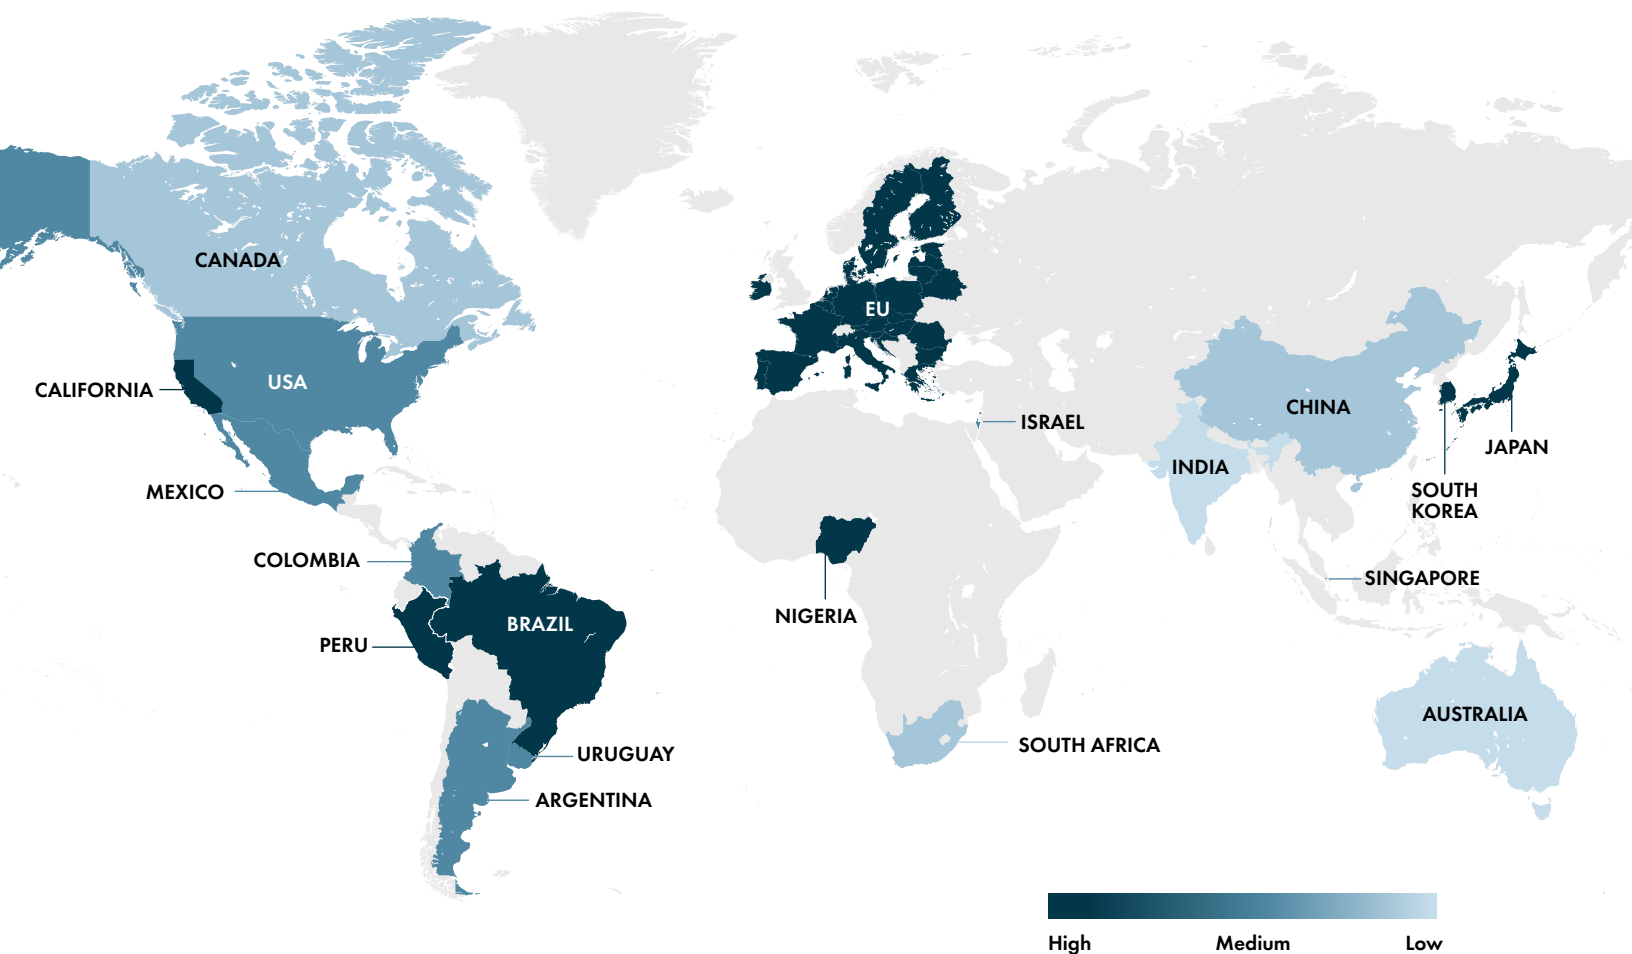 CANADA
EU
USA
CALIFORNIA
CHINA
ISRAEL
JAPAN
INDIA
MEXICO
SOUTH
KOREA
COLOMBIA
SINGAPORE
NIGERIA
BRAZIL
PERU
AUSTRALIA
SOUTH AFRICA
URUGUAY
ARGENTINA
High Medium Low